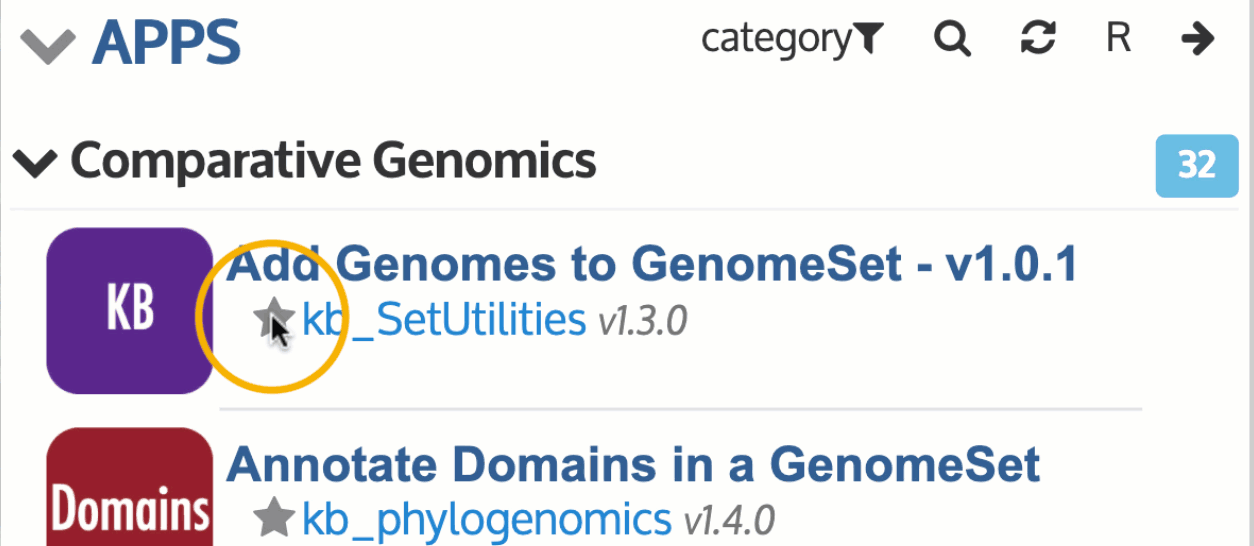 APPS category R
Comparative Genomics 32
KB
Add Genomes to GenomeSet - v1.0.1
kb_SetUtilities v1.3.0
Domains
Annotate Domains in a GenomeSet
kb_phylogenomics v1.4.0